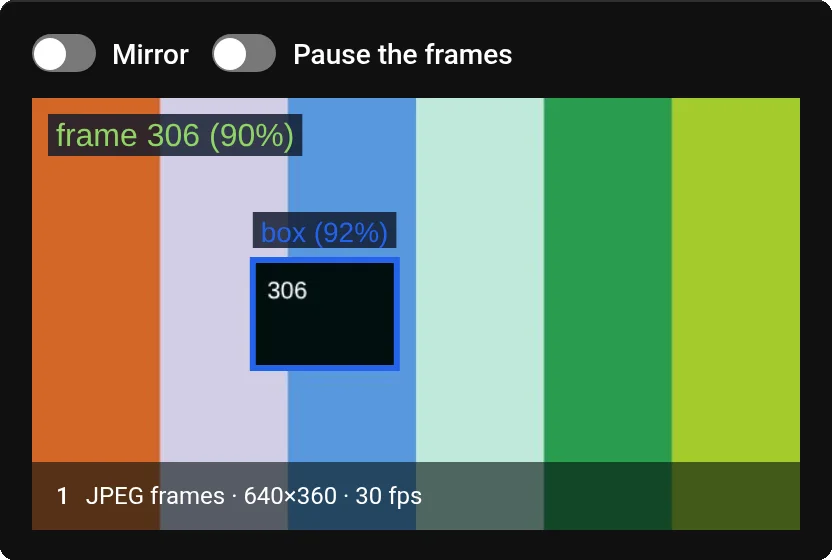 Mirror Pause the frames
frame 306 (90%)
box (92%)
306
1 JPEG frames · 640×360 · 30 fps